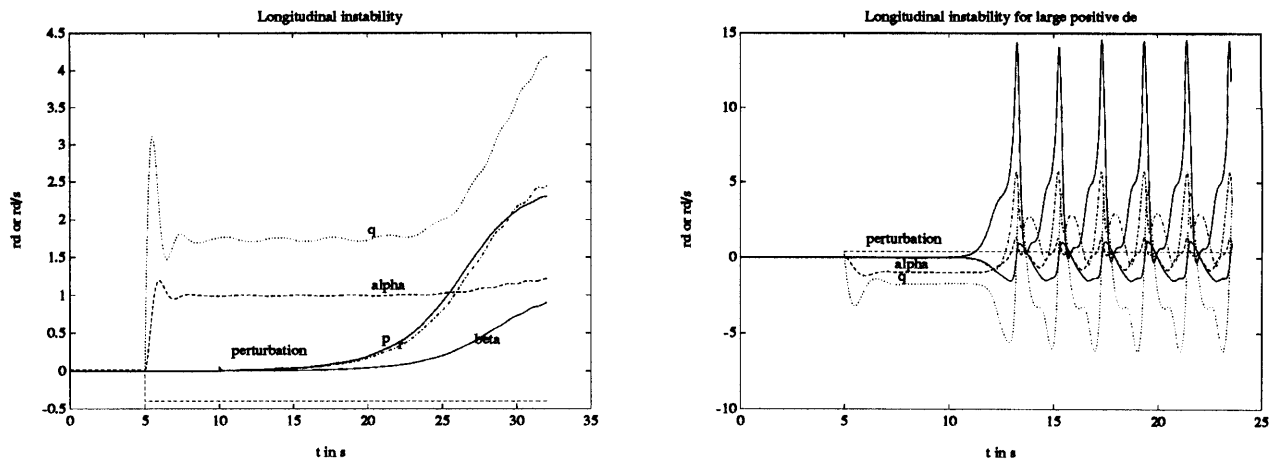 Longitudinal instability
4.5
4
3.5
3
2.5
2
1.5
1
0.5
0
-0.5
rd or rd/s
q
alpha
p r
beta
perturbation
0 5 10 15 20 25 30 35
t in s
Longitudinal instability for large positive de
15
10
5
0
-5
-10
rd or rd/s
perturbation
alpha
q
0 5 10 15 20 25
t in s